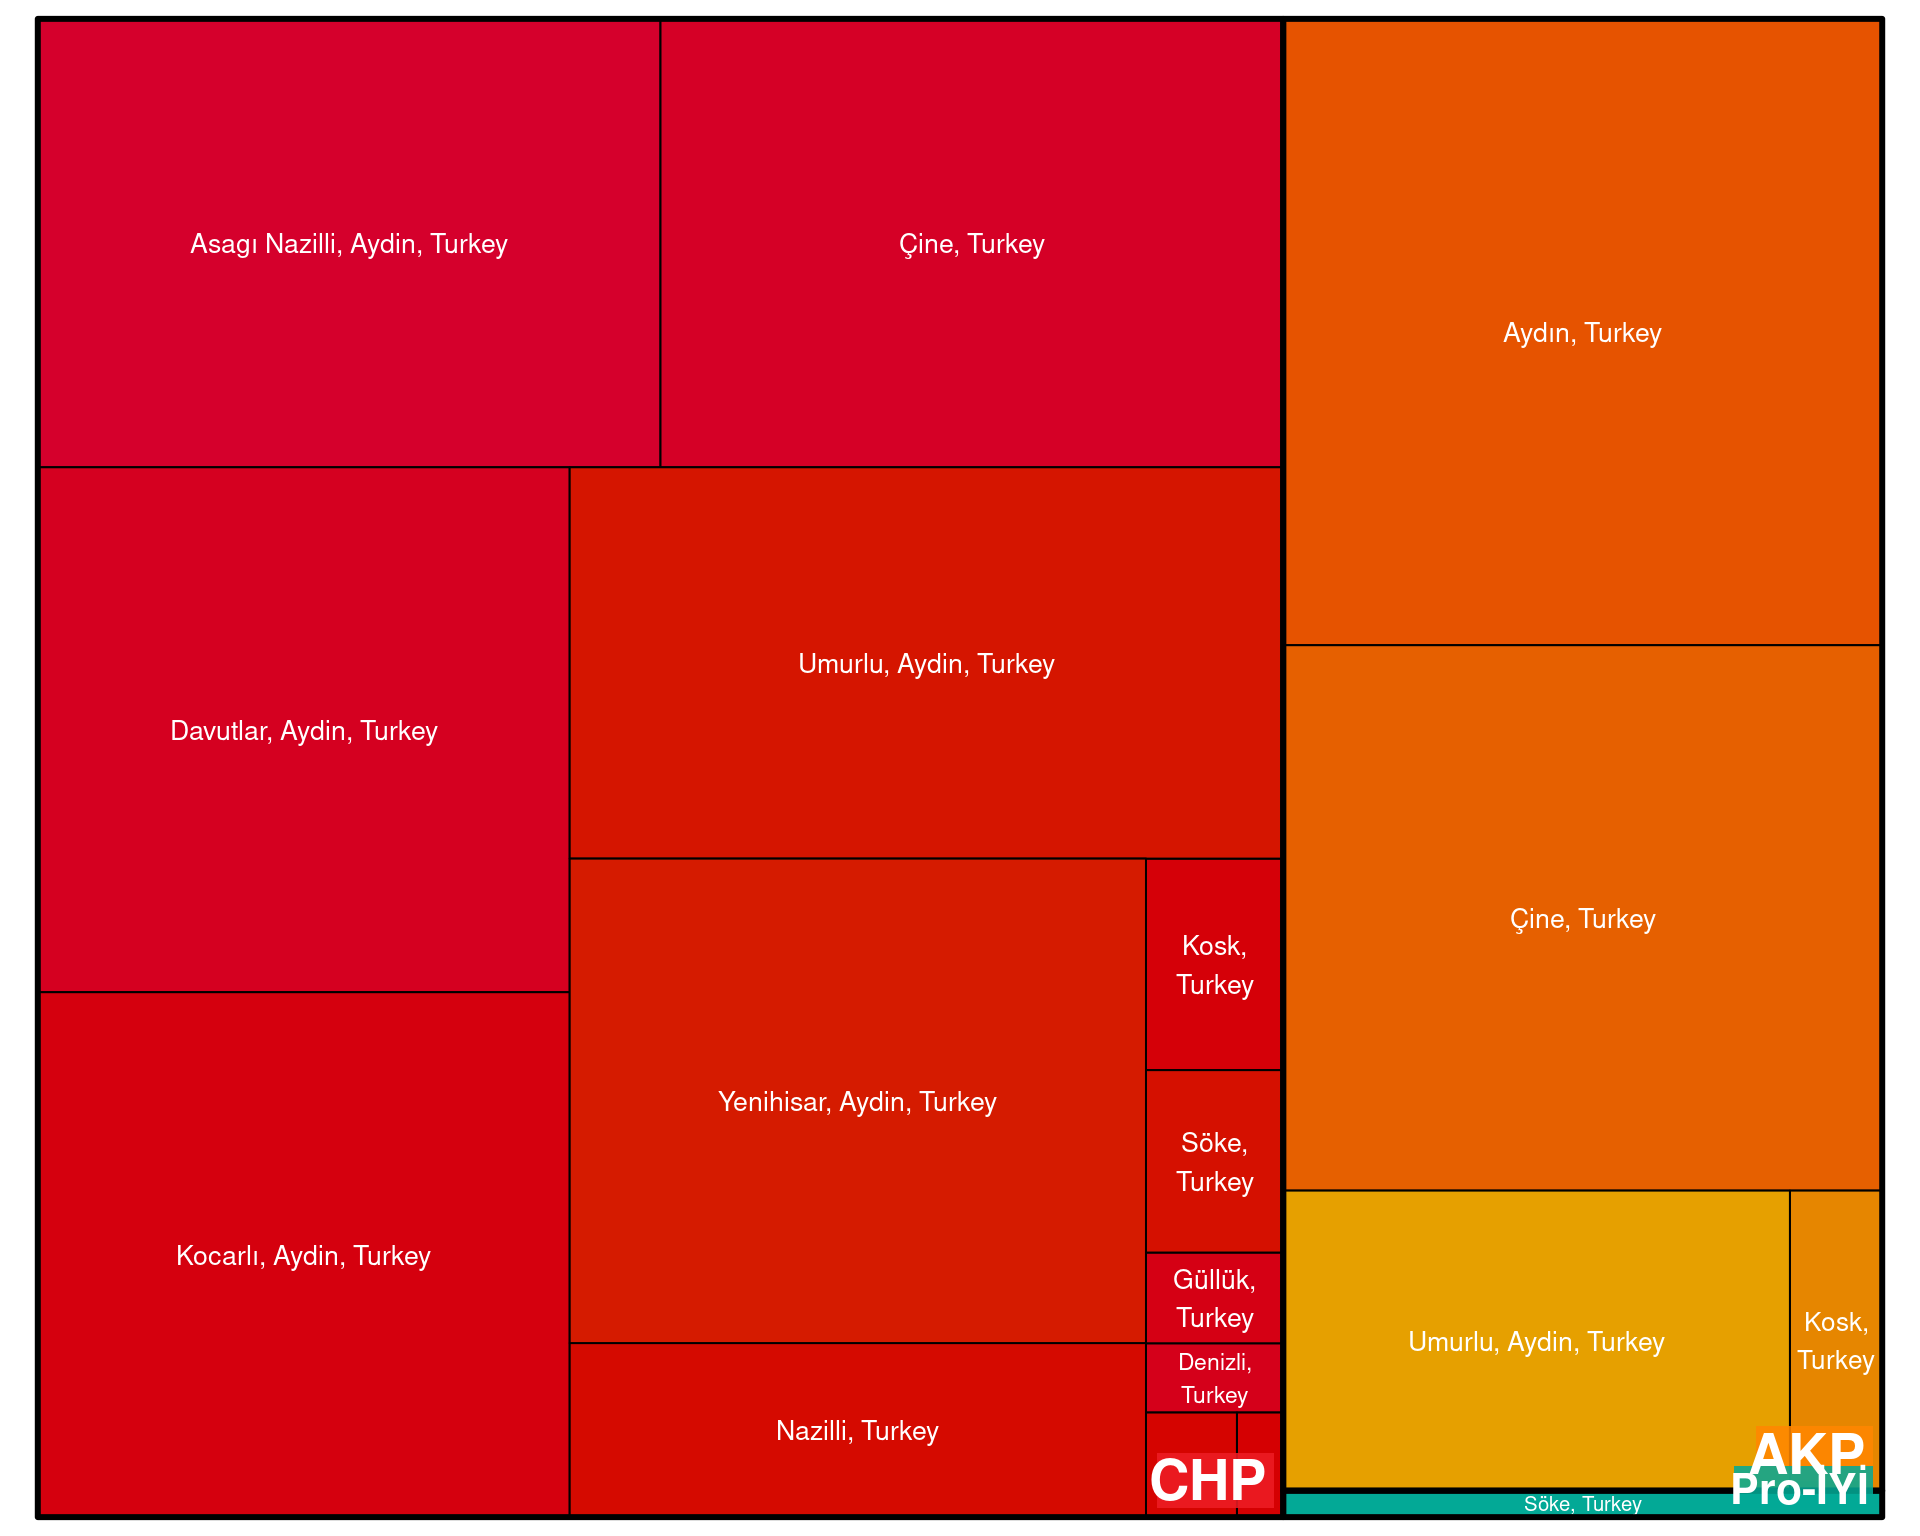 Asagı Nazilli, Aydin, Turkey
Çine, Turkey
Davutlar, Aydin, Turkey
Umurlu, Aydin, Turkey
Kocarlı, Aydin, Turkey
Yenihisar, Aydin, Turkey
Nazilli, Turkey
Kosk,
Turkey
Söke,
Turkey
Güllük,
Turkey
Denizli,
Turkey
CHP
Aydın, Turkey
Çine, Turkey
Umurlu, Aydin, Turkey
Kosk,
Turkey
AKP
Pro-İYİ
Söke, Turkey